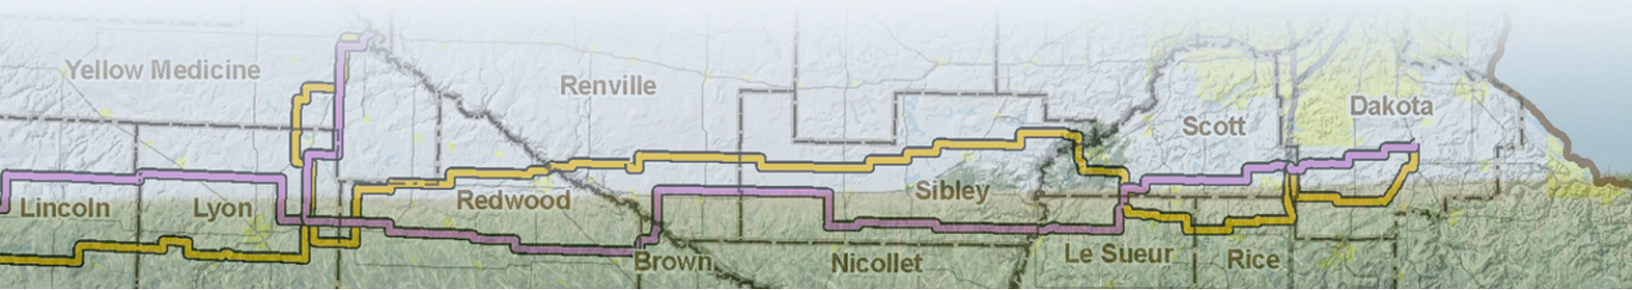 Yellow Medicine
Renville
Dakota
Scott
Lincoln
Lyon
Redwood
Sibley
Brown
Nicollet
Le Sueur
Rice